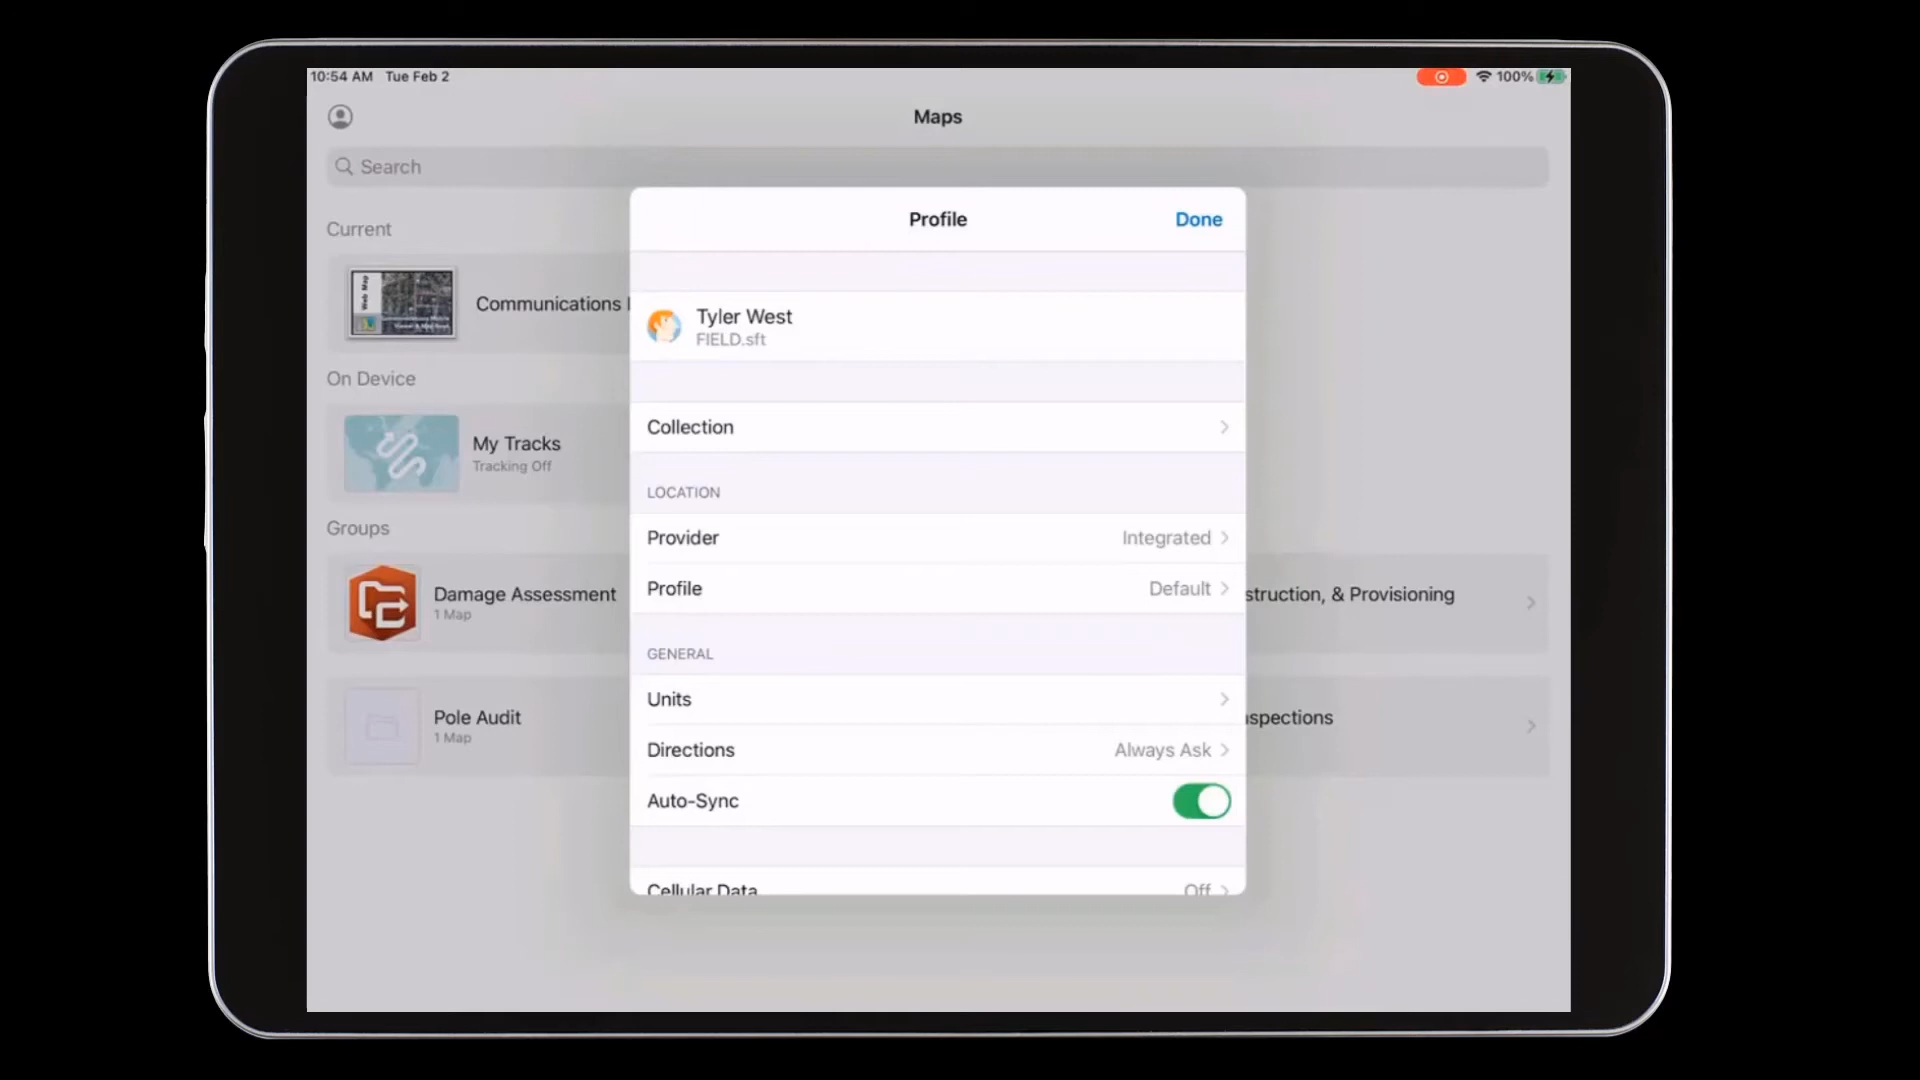 10:54 AM Tue Feb 2
100%
Maps
Search
Current
Web Map
Communications
On Device
My Tracks
Tracking Off
Groups
Damage Assessment
1 Map
struction, & Provisioning
Pole Audit
1 Map
spections
Profile
Done
Tyler West
FIELD.sft
Collection
LOCATION
Provider Integrated
Profile Default
GENERAL
Units
Directions Always Ask
Auto-Sync
Cellular Data Off